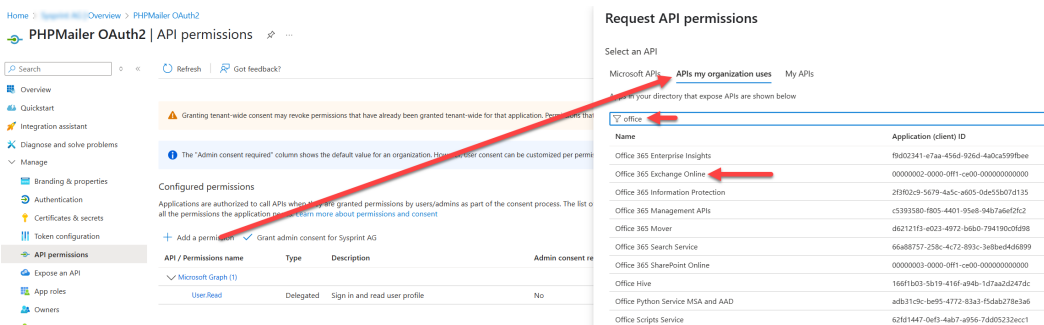 Home > Overview > PHPMailer OAuth2
PHPMailer OAuth2 | API permissions
Search
Overview
Quickstart
Integration assistant
Diagnose and solve problems
Manage
Branding & properties
Authentication
Certificates & secrets
Token configuration
API permissions
Expose an API
App roles
Owners
Refresh
Got feedback?
Granting tenant-wide consent may revoke permissions that have already been granted tenant-wide for that application. Permissions that
The "Admin consent required" column shows the default value for an organization. However, user consent can be customized per permis
Configured permissions
Applications are authorized to call APIs when they are granted permissions by users/admins as part of the consent process. The list o
all the permissions the application needs. Learn more about permissions and consent
Add a permission
Grant admin consent for Sysprint AG
API / Permissions name Type Description Admin consent re
Microsoft Graph (1)
User.Read Delegated Sign in and read user profile No
Request API permissions
Select an API
Microsoft APIs APIs my organization uses My APIs
Apps in your directory that expose APIs are shown below
office
Name Application (client) ID
Office 365 Enterprise Insights f9d02341-e7aa-456d-926d-4a0ca599fbee
Office 365 Exchange Online 00000002-0000-0ff1-ce00-000000000000
Office 365 Information Protection 2f3f02c9-5679-4a5c-a605-0de55b07d135
Office 365 Management APIs c5393580-f805-4401-95e8-94b7a6ef2fc2
Office 365 Mover d62121f3-e023-4972-b6b0-794190c0fd98
Office 365 Search Service 66a88757-258c-4c72-893c-3e8bed4d6899
Office 365 SharePoint Online 00000003-0000-0ff1-ce00-000000000000
Office Hive 166f1b03-5b19-416f-a94b-1d7aa2d247dc
Office Python Service MSA and AAD adb31c9c-be95-4772-83a3-f5dab278e3a6
Office Scripts Service 62fd1447-0ef3-4ab7-a956-7dd05232ecc1